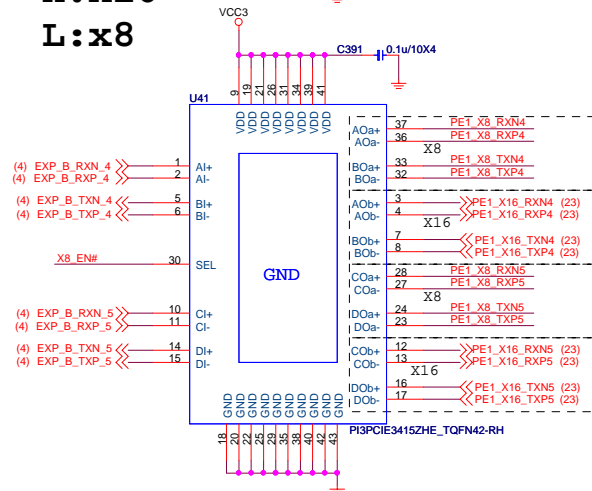 L:x8
VCC3
C391 0.1u/10X4
U41
9 19 21 26 31 34 39 41
VDD VDD VDD VDD VDD VDD VDD VDD
AOa+ 37 PE1_X8_RXN4
AOa- 36 PE1_X8_RXP4
X8
(4) EXP_B_RXN_4 1 AI+
(4) EXP_B_RXP_4 2 AI-
BOa+ 33 PE1_X8_TXN4
BOa- 32 PE1_X8_TXP4
(4) EXP_B_TXN_4 5 BI+
(4) EXP_B_TXP_4 6 BI-
AOb+ 3 PE1_X16_RXN4 (23)
AOb- 4 PE1_X16_RXP4 (23)
X16
BOb+ 7 PE1_X16_TXN4 (23)
BOb- 8 PE1_X16_TXP4 (23)
X8_EN# 30 SEL
GND
COa+ 28 PE1_X8_RXN5
COa- 27 PE1_X8_RXP5
X8
(4) EXP_B_RXN_5 10 CI+
(4) EXP_B_RXP_5 11 CI-
DOa+ 24 PE1_X8_TXN5
DOa- 23 PE1_X8_TXP5
(4) EXP_B_TXN_5 14 DI+
(4) EXP_B_TXP_5 15 DI-
COb+ 12 PE1_X16_RXN5 (23)
COb- 13 PE1_X16_RXP5 (23)
X16
DOb+ 16 PE1_X16_TXN5 (23)
DOb- 17 PE1_X16_TXP5 (23)
GND GND GND GND GND GND GND GND GND GND
18 20 22 25 29 35 38 40 42 43
PI3PCIE3415ZHE_TQFN42-RH